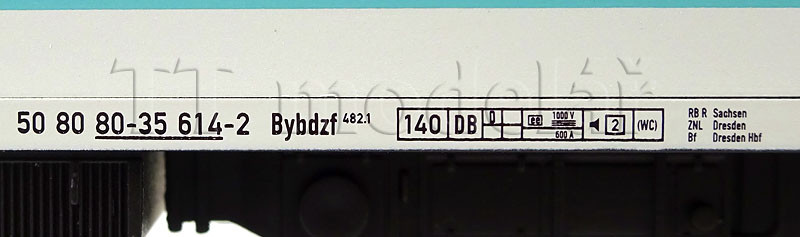 TT modelář
50 80 80-35 614-2 Bybdzf 482.1 140 DB D 1000 V 600 A 2 (WC)
RB R Sachsen
ZNL Dresden
Bf Dresden Hbf